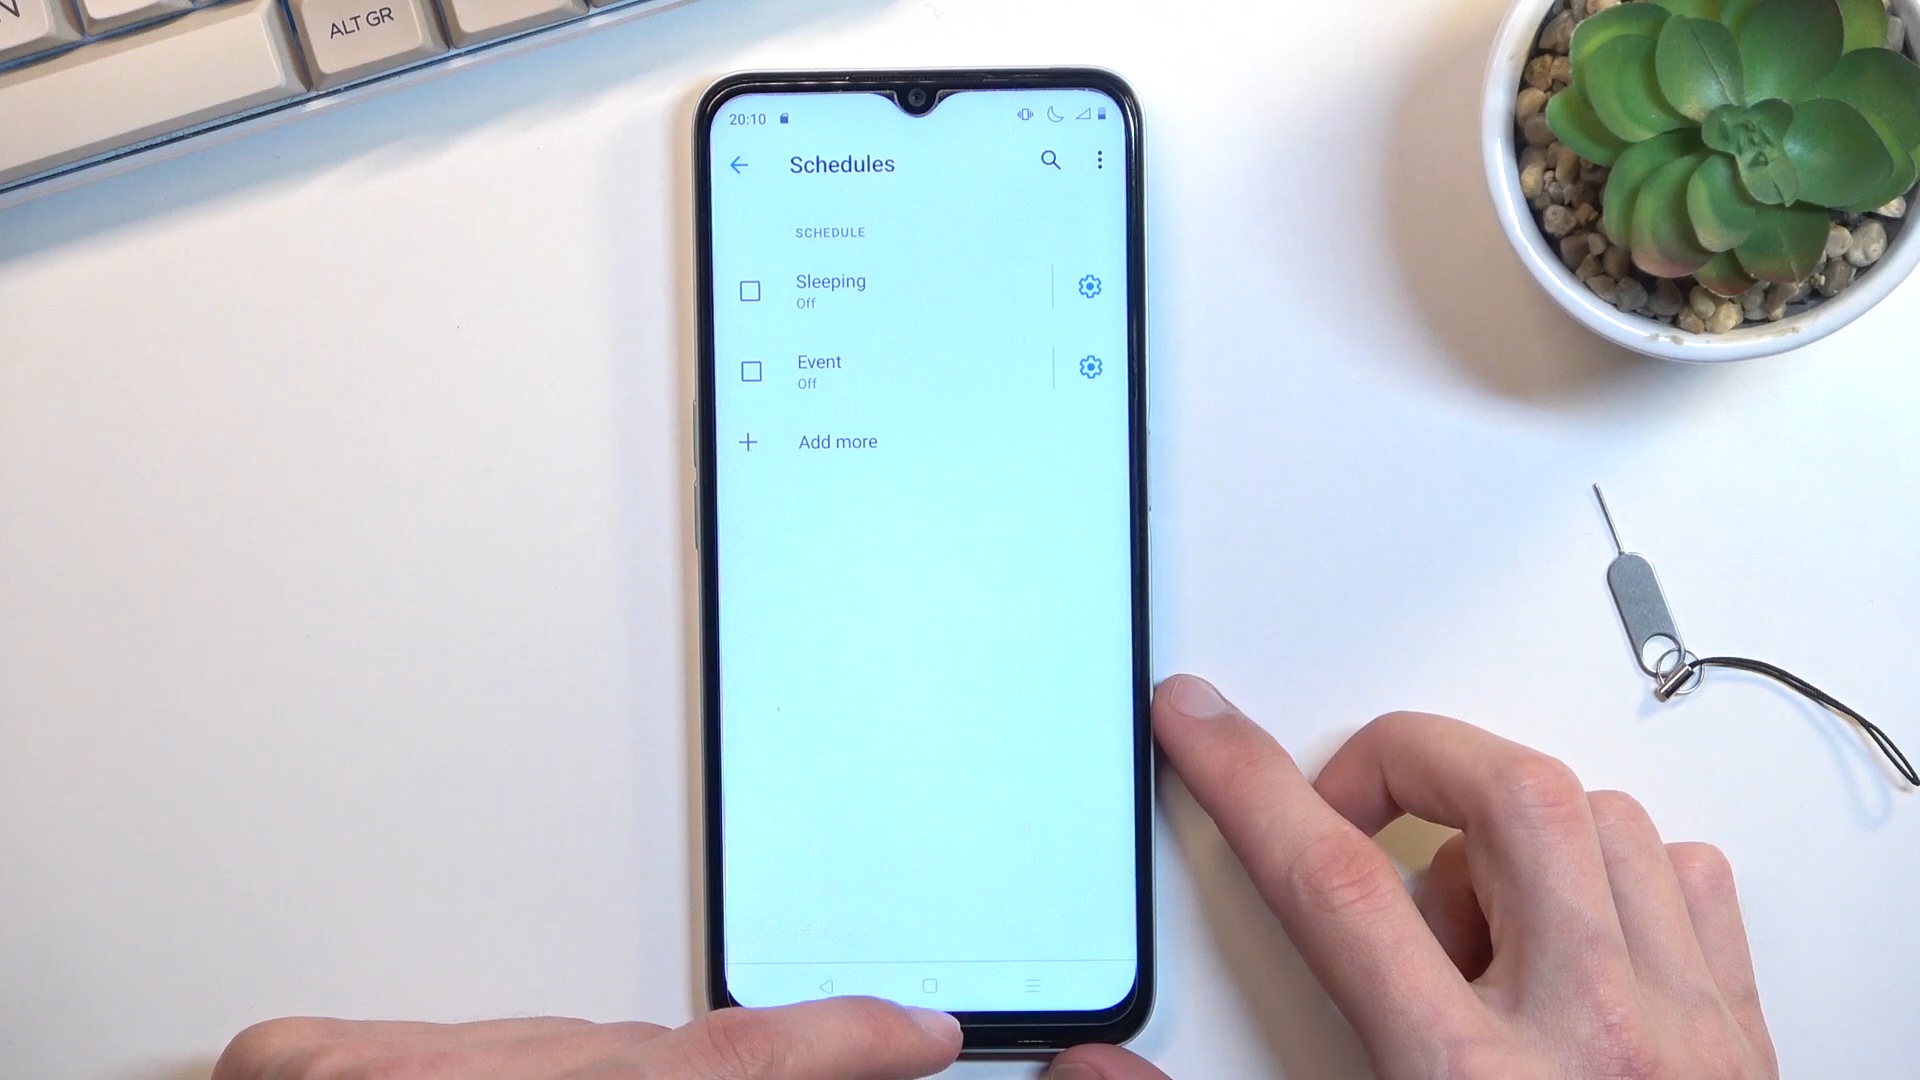 ALT GR
20:10
Schedules
SCHEDULE
Sleeping
Off
Event
Off
Add more